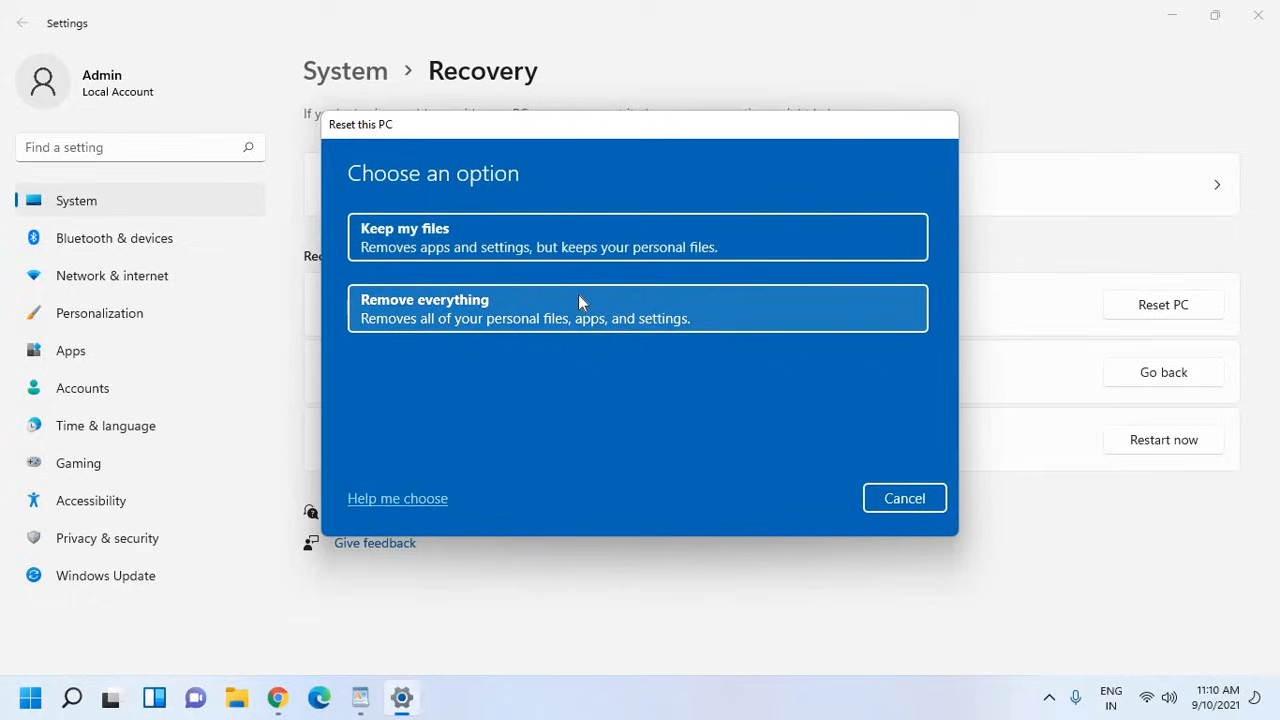 Settings
Admin
Local Account
Find a setting
System
Bluetooth & devices
Network & internet
Personalization
Apps
Accounts
Time & language
Gaming
Accessibility
Privacy & security
Windows Update
System > Recovery
Reset this PC
Choose an option
Keep my files
Removes apps and settings, but keeps your personal files.
Remove everything
Removes all of your personal files, apps, and settings.
Help me choose
Cancel
Reset PC
Go back
Restart now
Give feedback
ENG
IN
11:10 AM
9/10/2021